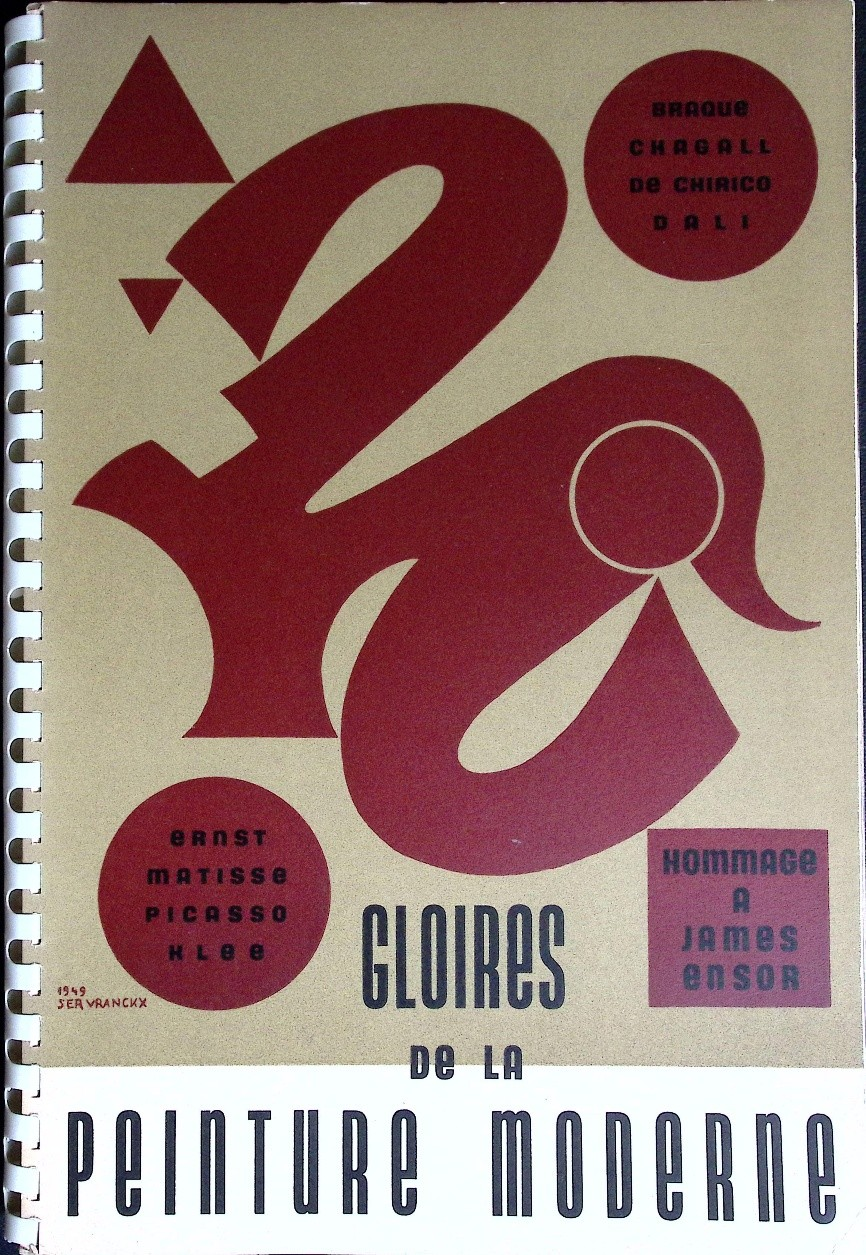 BRAQUE
CHAGALL
DE CHIRICO
DALI
ERNST
MATISSE
PICASSO
KLEE
HOMMAGE
A
JAMES
ENSOR
1949
SERVRANCKX
GLOIRES
DE LA
PEINTURE MODERNE